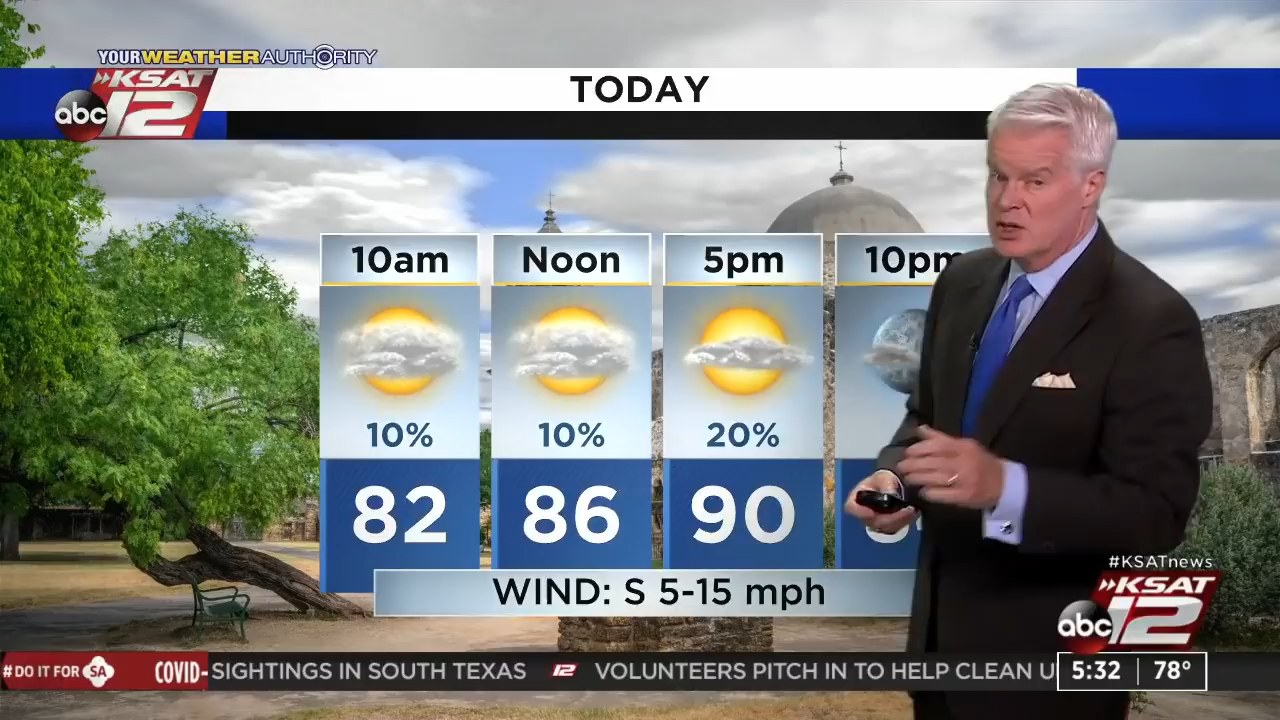 YOUR WEATHER AUTHORITY
KSAT
abc 12
TODAY
10am
Noon
5pm
10pm
10%
10%
20%
82
86
90
WIND: S 5-15 mph
#KSATnews
KSAT
abc 12
#DO IT FOR SA
COVID-
SIGHTINGS IN SOUTH TEXAS 12 VOLUNTEERS PITCH IN TO HELP CLEAN U
5:32 78°